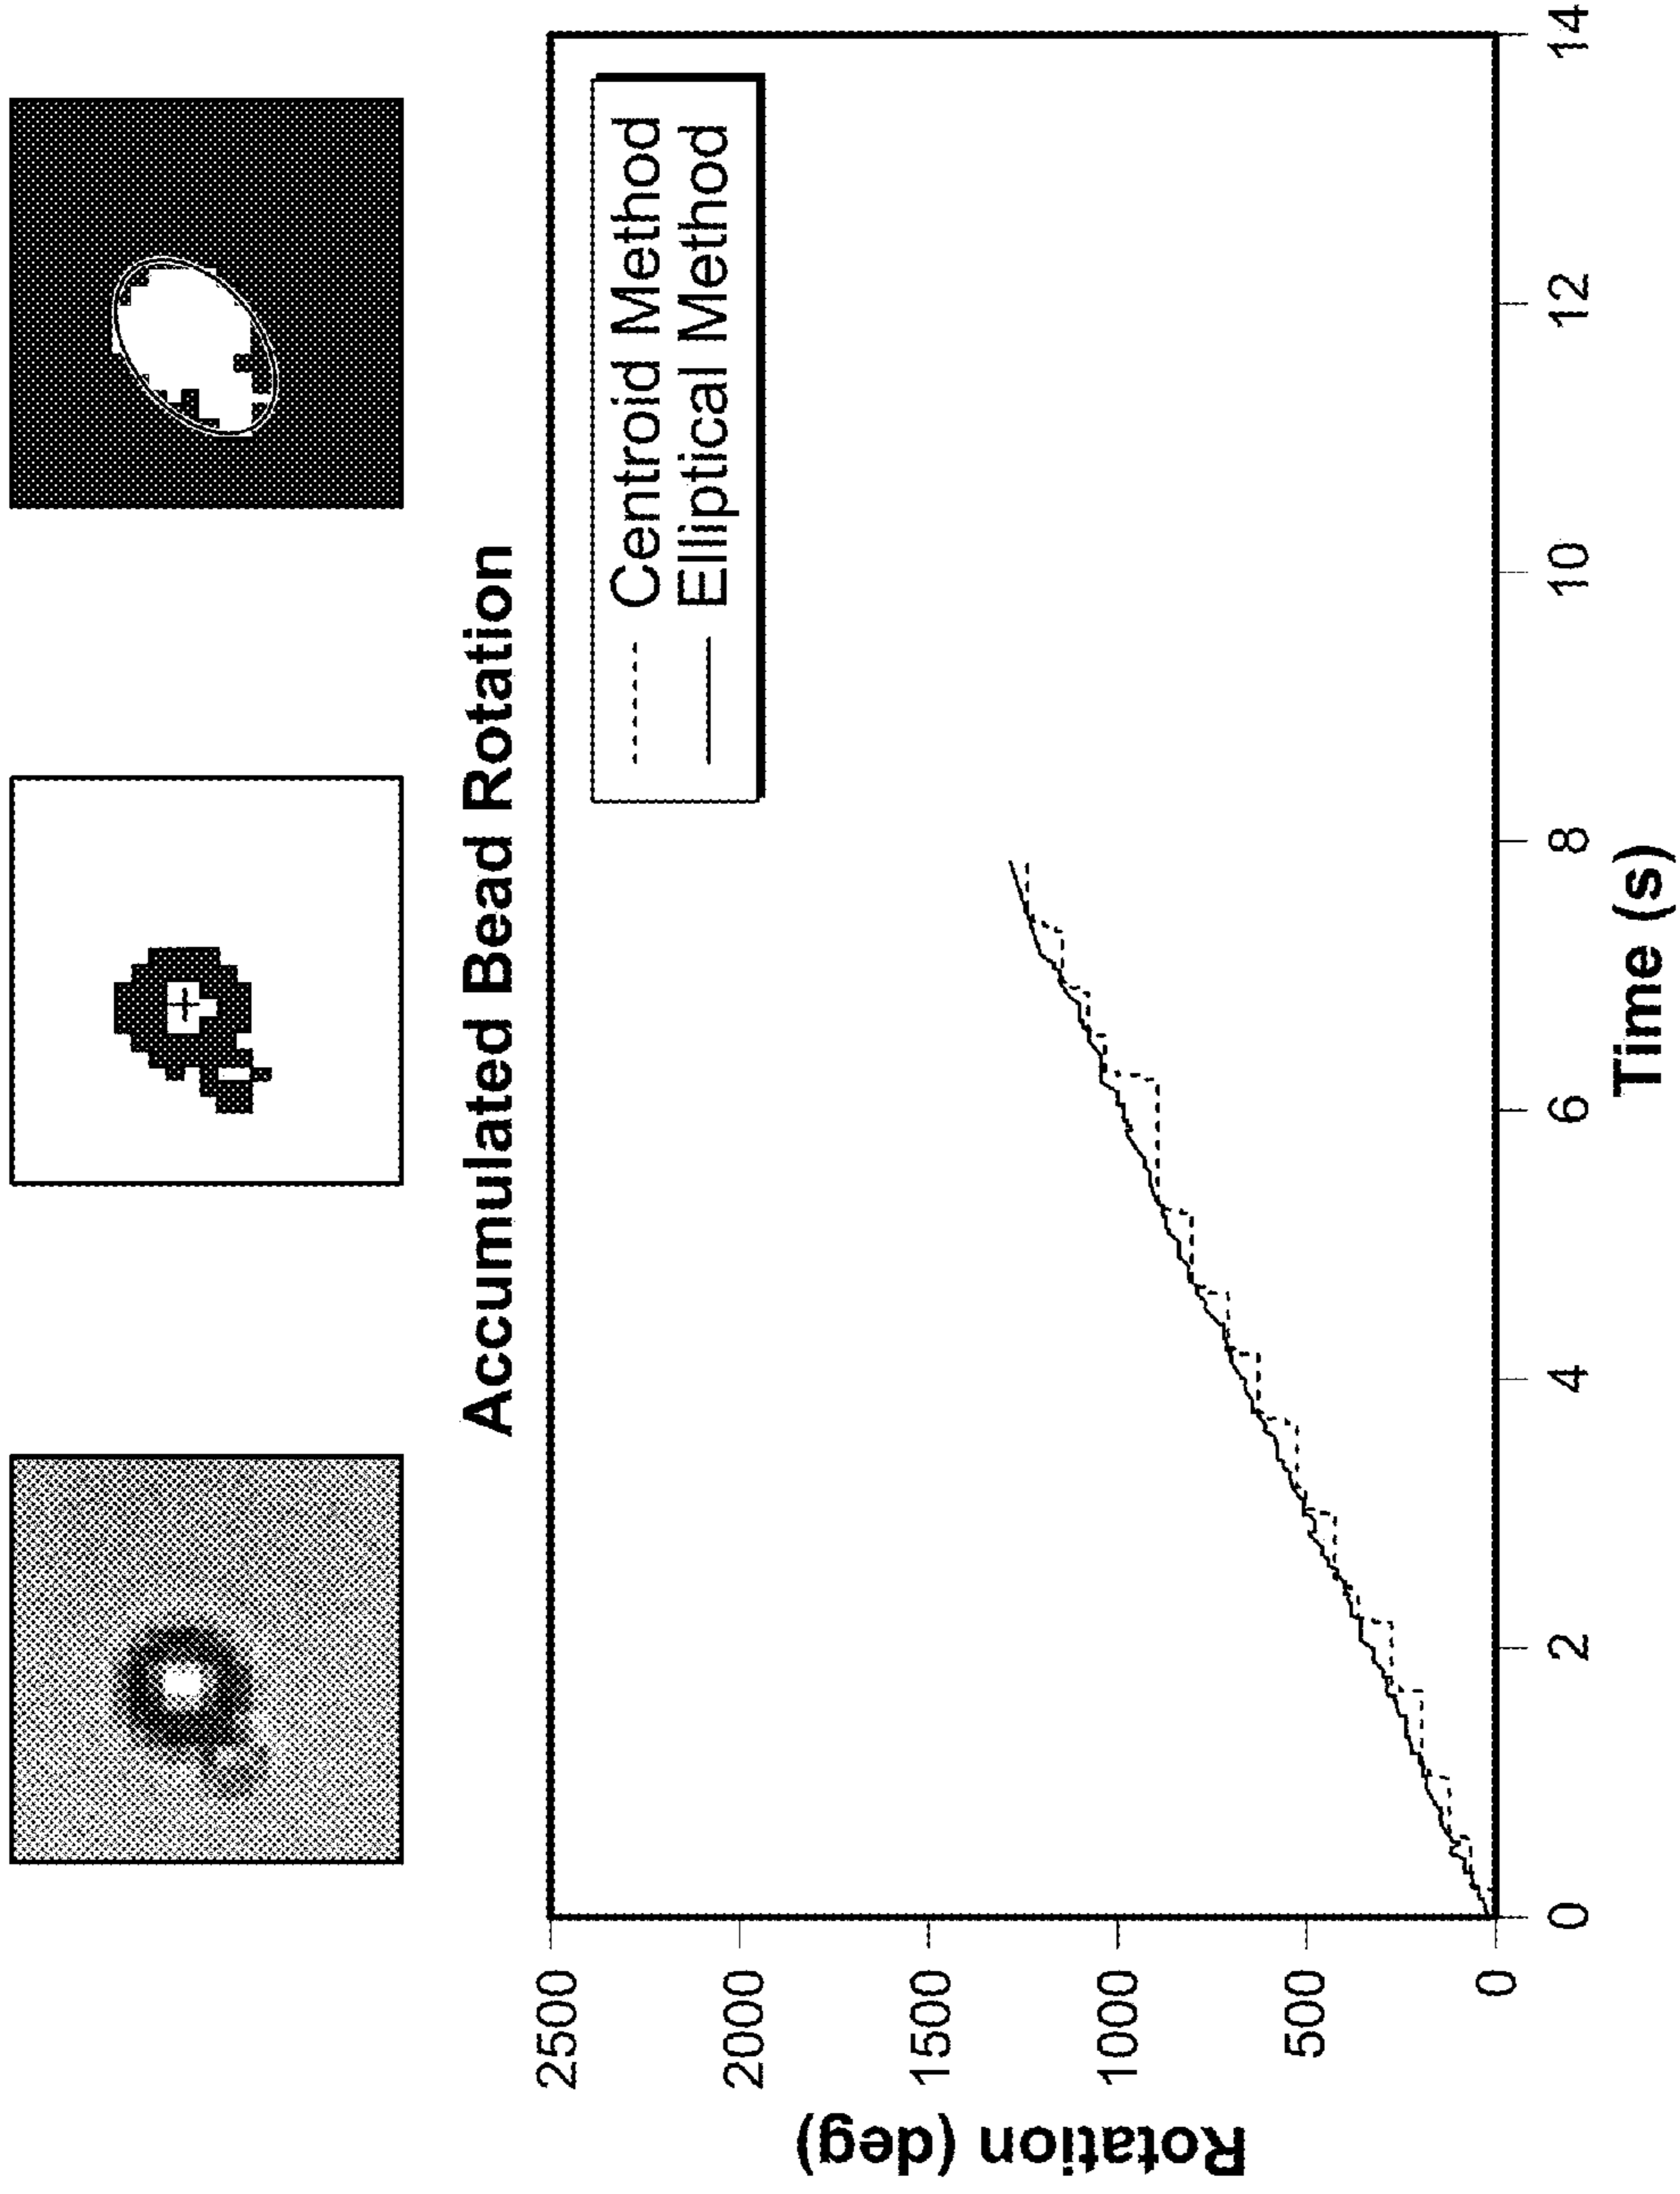 Accumulated Bead Rotation
Centroid Method
Elliptical Method
Rotation (deg)
2500
2000
1500
1000
500
0
0 2 4 6 8 10 12 14
Time (s)